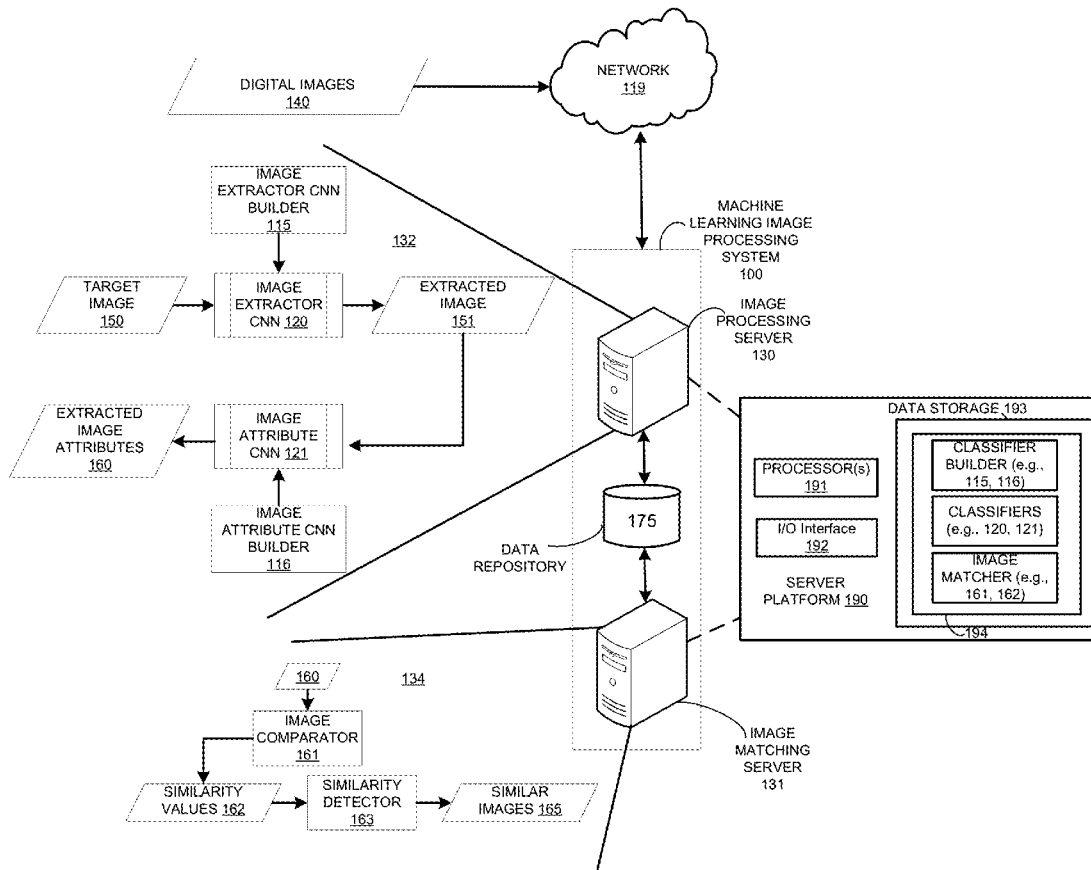 DIGITAL IMAGES
140
NETWORK
119
IMAGE
EXTRACTOR CNN
BUILDER
115
132
MACHINE
LEARNING IMAGE
PROCESSING
SYSTEM
100
TARGET
IMAGE
150
IMAGE
EXTRACTOR
CNN 120
EXTRACTED
IMAGE
151
IMAGE
PROCESSING
SERVER
130
EXTRACTED
IMAGE
ATTRIBUTES
160
IMAGE
ATTRIBUTE
CNN 121
IMAGE
ATTRIBUTE CNN
BUILDER
116
DATA
REPOSITORY
175
DATA STORAGE 193
PROCESSOR(s)
191
I/O Interface
192
SERVER
PLATFORM 190
CLASSIFIER
BUILDER (e.g.,
115, 116)
CLASSIFIERS
(e.g., 120, 121)
IMAGE
MATCHER (e.g.,
161, 162)
194
160
134
IMAGE
COMPARATOR
161
SIMILARITY
VALUES 162
SIMILARITY
DETECTOR
163
SIMILAR
IMAGES 165
IMAGE
MATCHING
SERVER
131